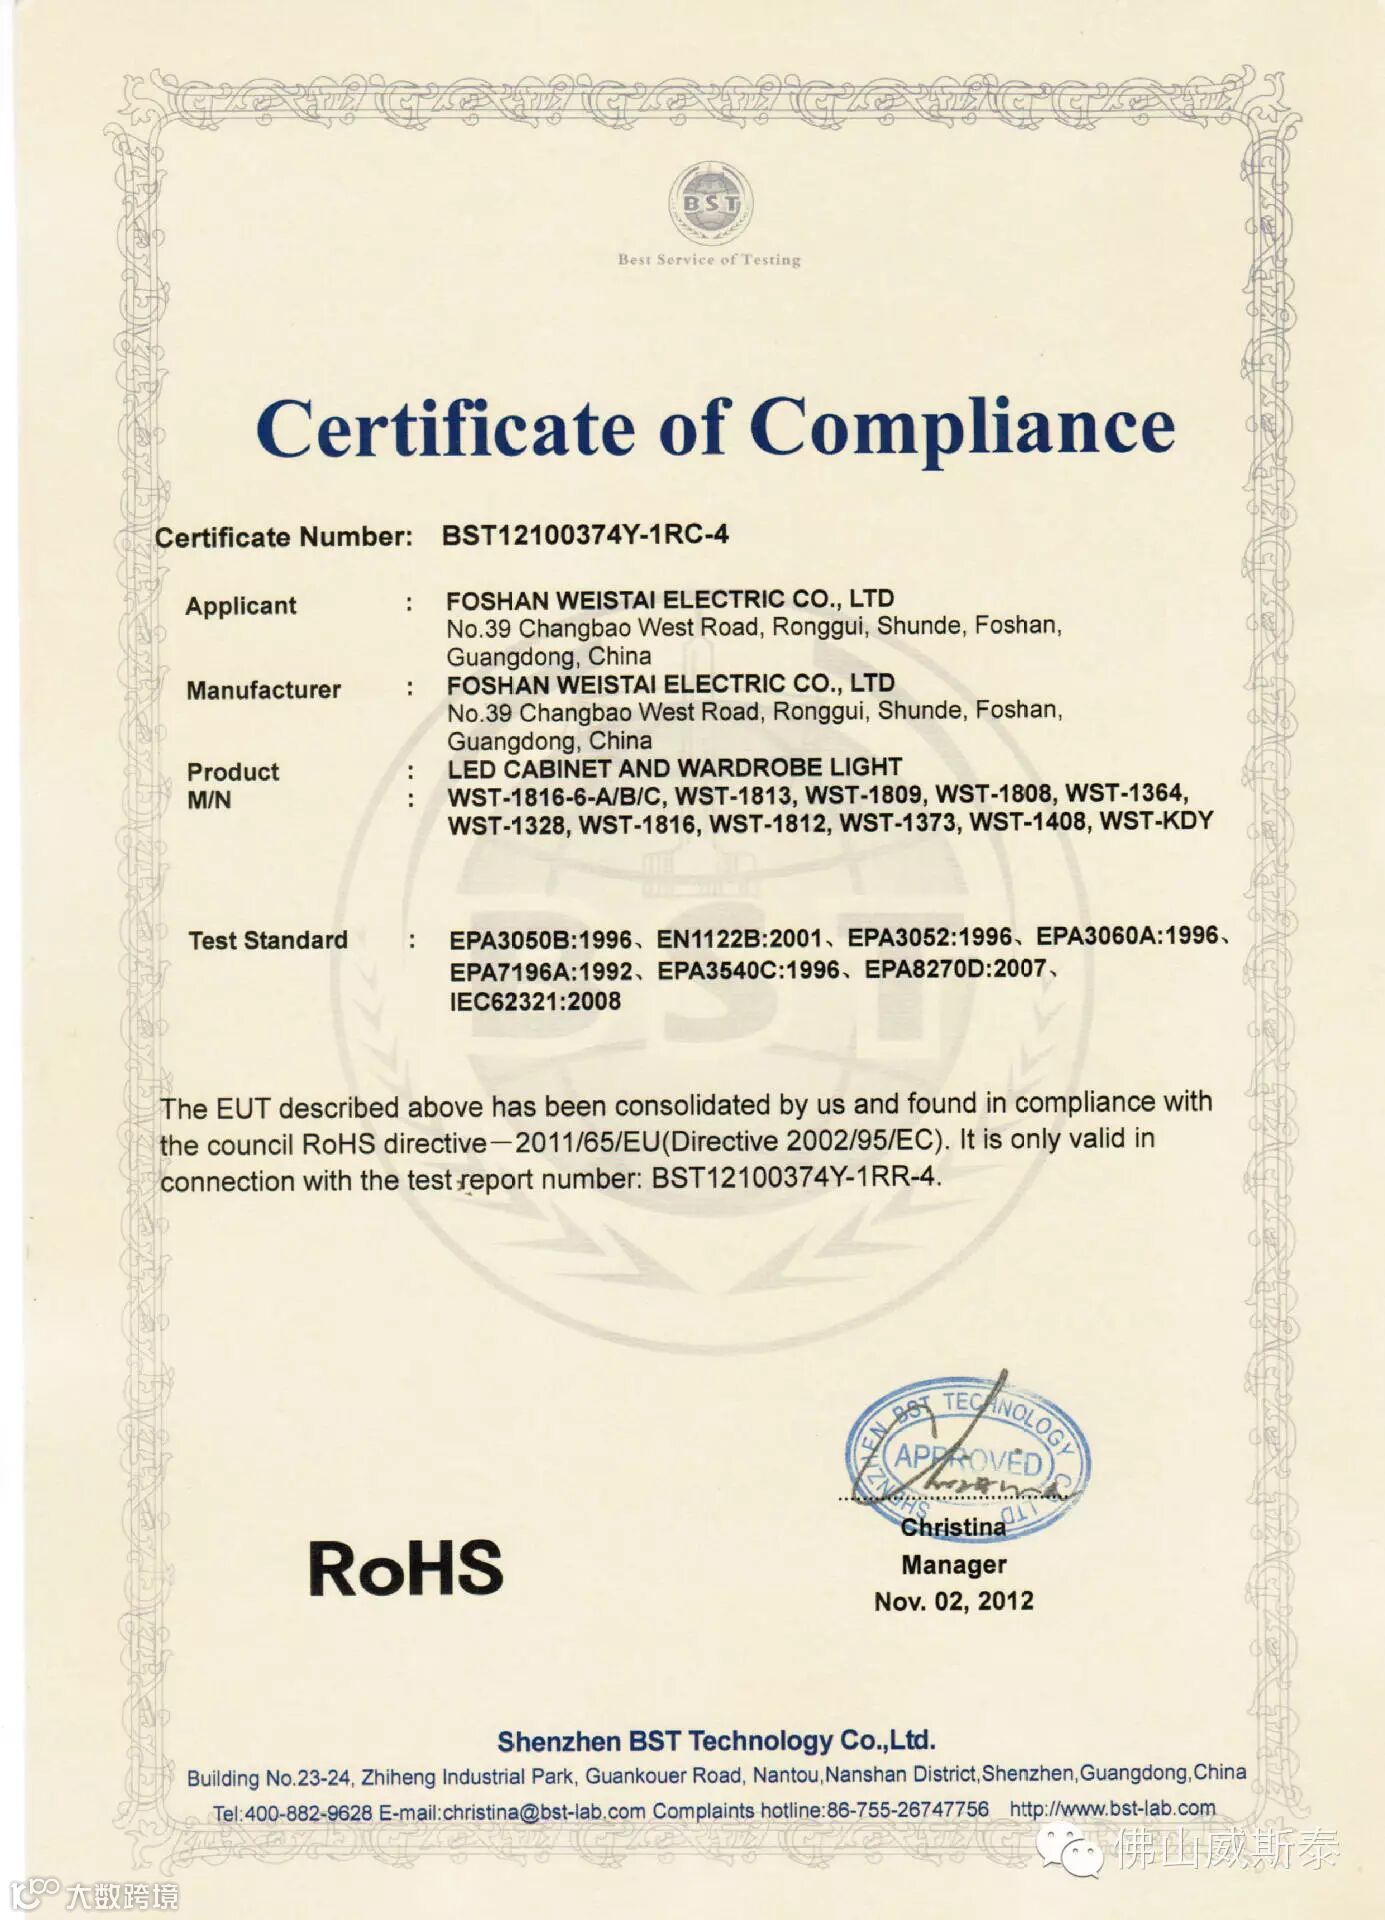 BST
Best Service of Testing
Certificate of Compliance
Certificate Number: BST12100374Y-1RC-4
Applicant : FOSHAN WEISTAI ELECTRIC CO., LTD
No.39 Changbao West Road, Ronggui, Shunde, Foshan,
Guangdong, China
Manufacturer : FOSHAN WEISTAI ELECTRIC CO., LTD
No.39 Changbao West Road, Ronggui, Shunde, Foshan,
Guangdong, China
Product : LED CABINET AND WARDROBE LIGHT
M/N : WST-1816-6-A/B/C, WST-1813, WST-1809, WST-1808, WST-1364,
WST-1328, WST-1816, WST-1812, WST-1373, WST-1408, WST-KDY
BST
Test Standard : EPA3050B:1996、EN1122B:2001、EPA3052:1996、EPA3060A:1996、
EPA7196A:1992、EPA3540C:1996、EPA8270D:2007、
IEC62321:2008
The EUT described above has been consolidated by us and found in compliance with
the council RoHS directive－2011/65/EU(Directive 2002/95/EC). It is only valid in
connection with the test report number: BST12100374Y-1RR-4.
SHENZHEN BST TECHNOLOGY CO LTD
APPROVED
Christina
RoHS
Christina
Manager
Nov. 02, 2012
Shenzhen BST Technology Co.,Ltd.
Building No.23-24, Zhiheng Industrial Park, Guankouer Road, Nantou,Nanshan District,Shenzhen,Guangdong,China
Tel:400-882-9628 E-mail:christina@bst-lab.com Complaints hotline:86-755-26747756 http://www.bst-lab.com
佛山威斯泰
大数跨境